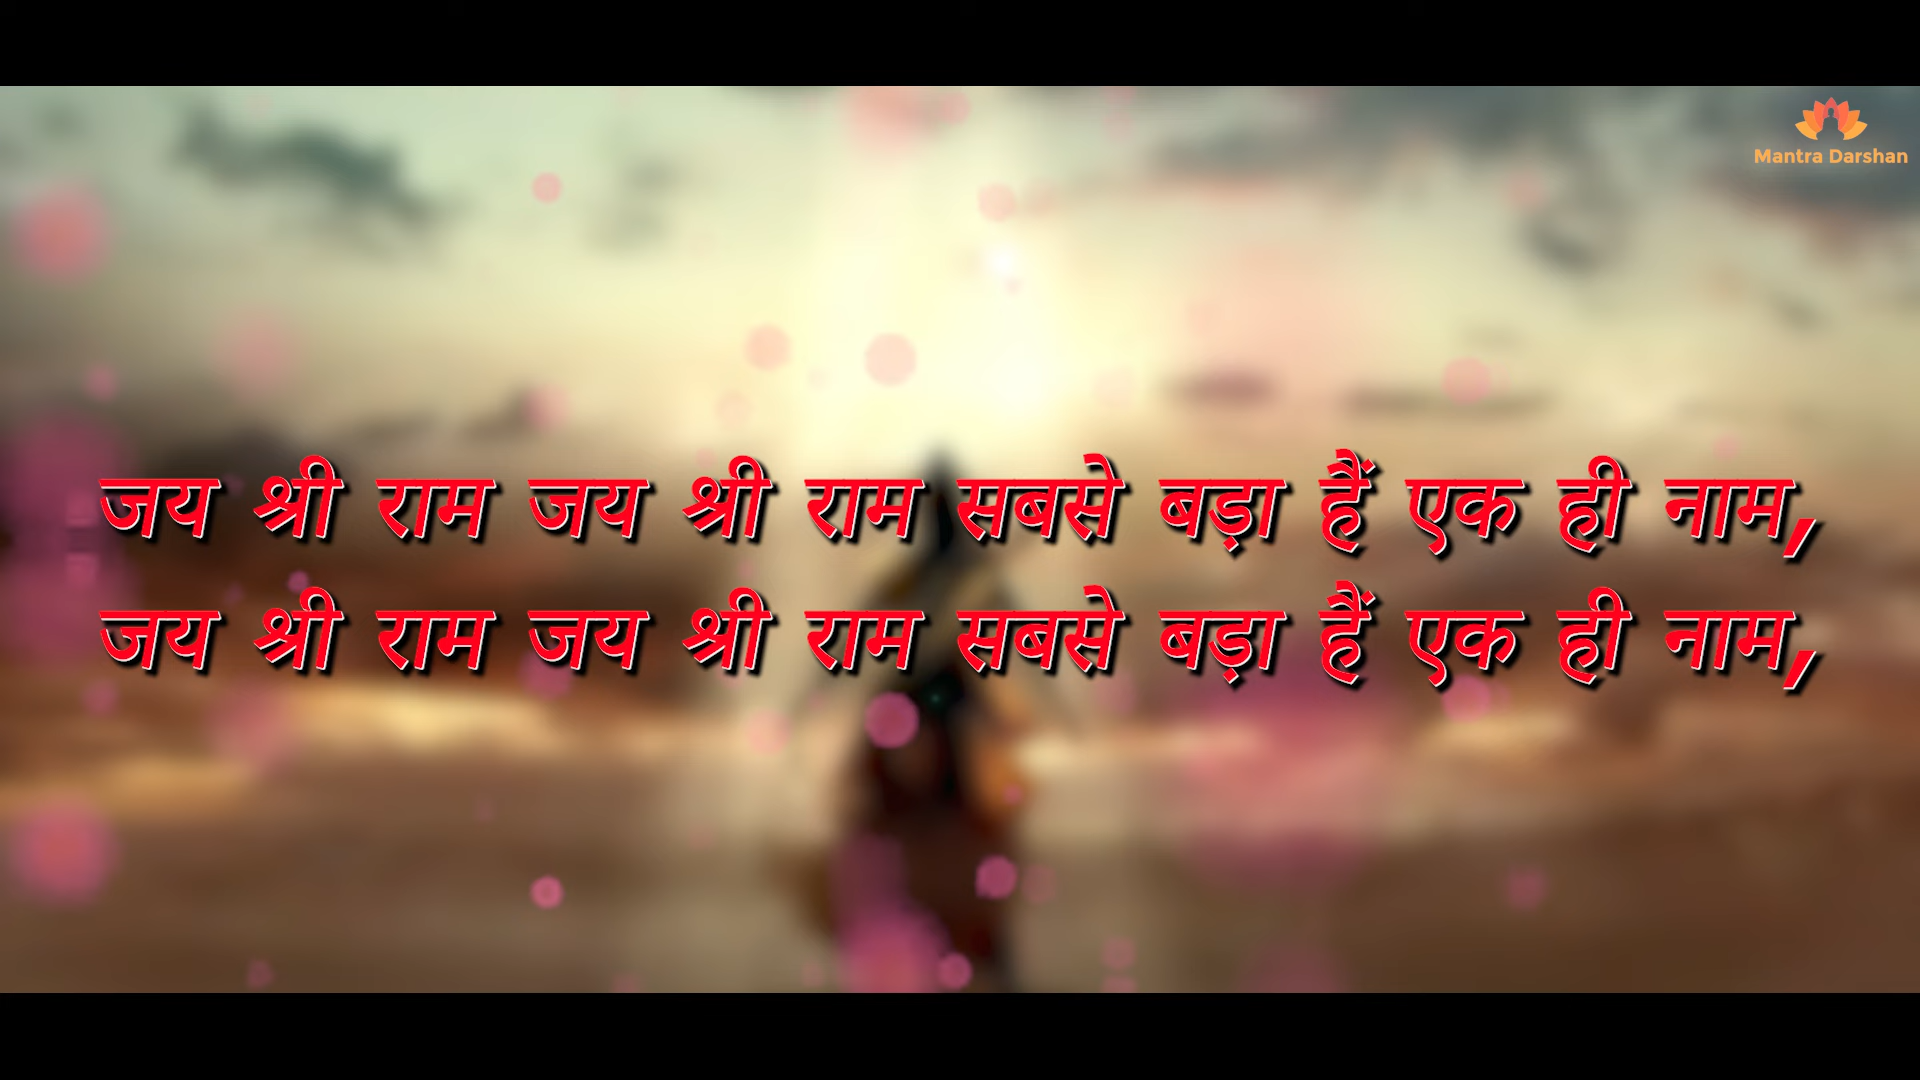 Mantra Darshan
जय श्री राम जय श्री राम सबसे बड़ा हैं एक ही नाम,
जय श्री राम जय श्री राम सबसे बड़ा हैं एक ही नाम,